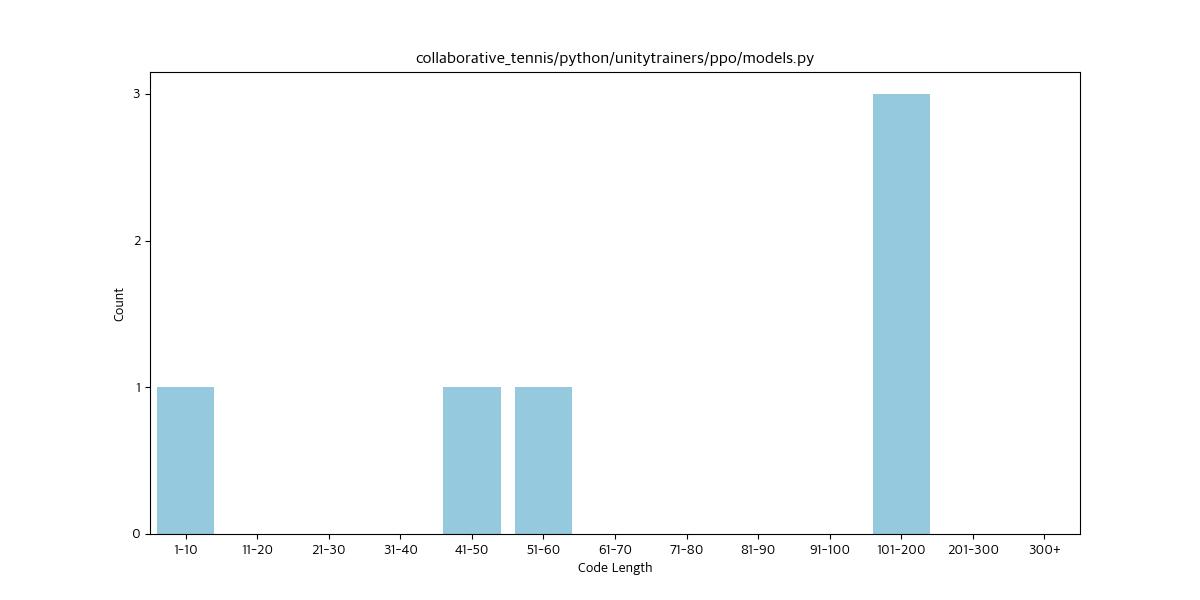 collaborative_tennis/python/unitytrainers/ppo/models.py
3
2
1
0
Count
1-10 11-20 21-30 31-40 41-50 51-60 61-70 71-80 81-90 91-100 101-200 201-300 300+
Code Length